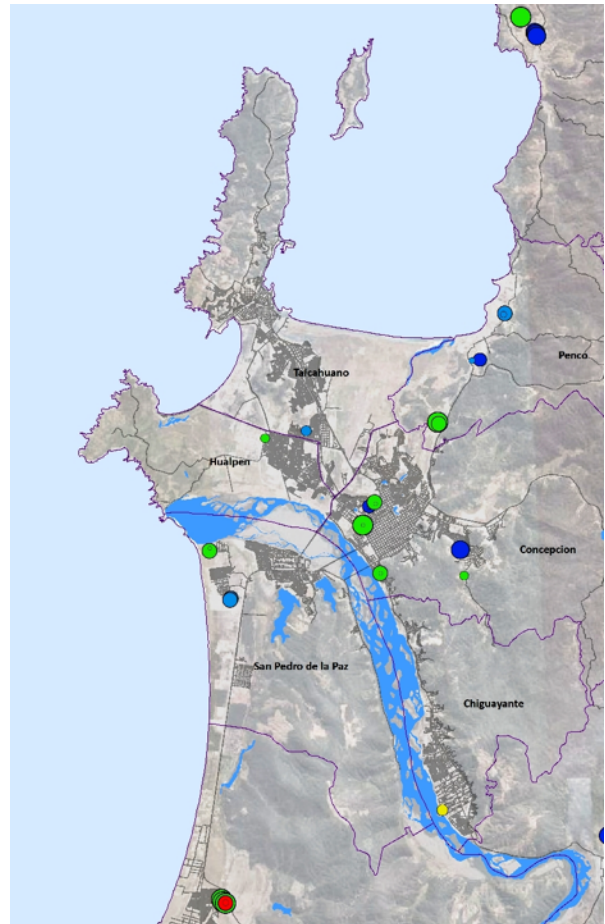 Penco
Talcahuano
Hualpen
Concepcion
San Pedro de la Paz
Chiguayante